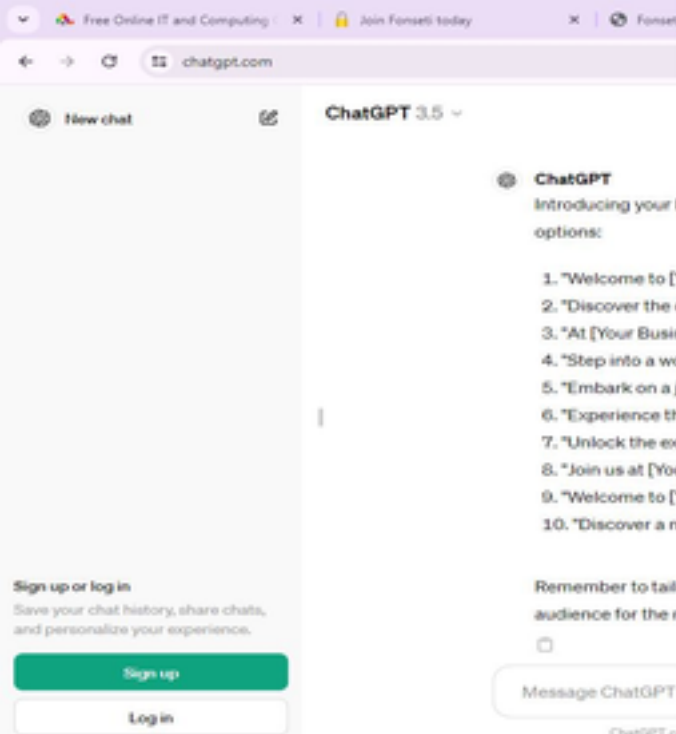 Free Online IT and Computing
Join Fonseti today
Fonset
chatgpt.com
New chat
ChatGPT 3.5
ChatGPT
Introducing your
options:
1. "Welcome to [
2. "Discover the
3. "At [Your Busi
4. "Step into a wo
5. "Embark on a
6. "Experience th
7. "Unlock the ex
8. "Join us at [You
9. "Welcome to [
10. "Discover a n
Remember to tail
audience for the
Sign up or log in
Save your chat history, share chats,
and personalize your experience.
Sign up
Log in
Message ChatGPT
ChatGPT